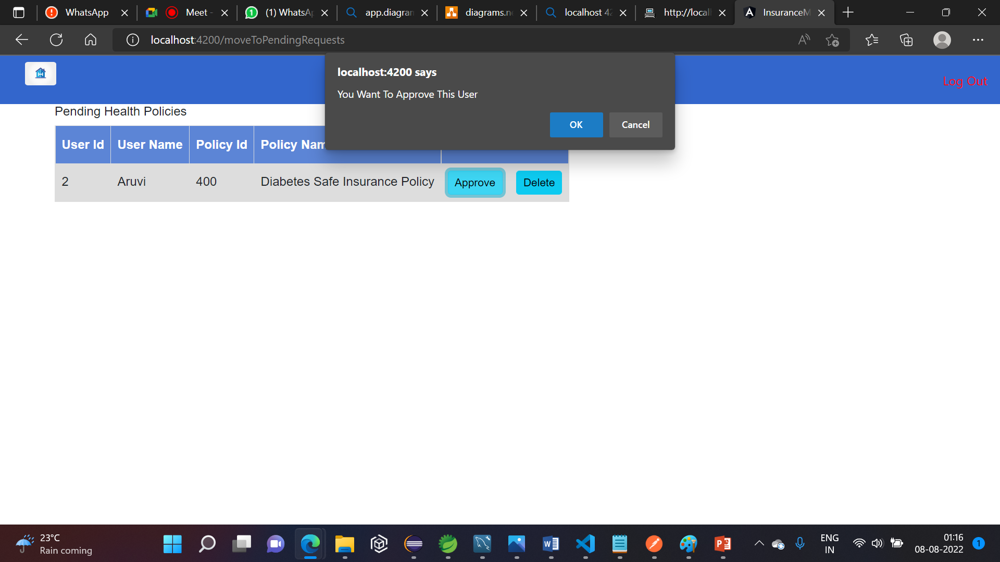 WhatsApp
Meet -
(1) WhatsAp
app.diagran
diagrams.ne
localhost 42
http://local
InsuranceM
localhost:4200/moveToPendingRequests
localhost:4200 says
You Want To Approve This User
OK
Cancel
Log Out
Pending Health Policies
User Id User Name Policy Id Policy Nam
2 Aruvi 400 Diabetes Safe Insurance Policy Approve Delete
23°C
Rain coming
ENG
IN
01:16
08-08-2022
1